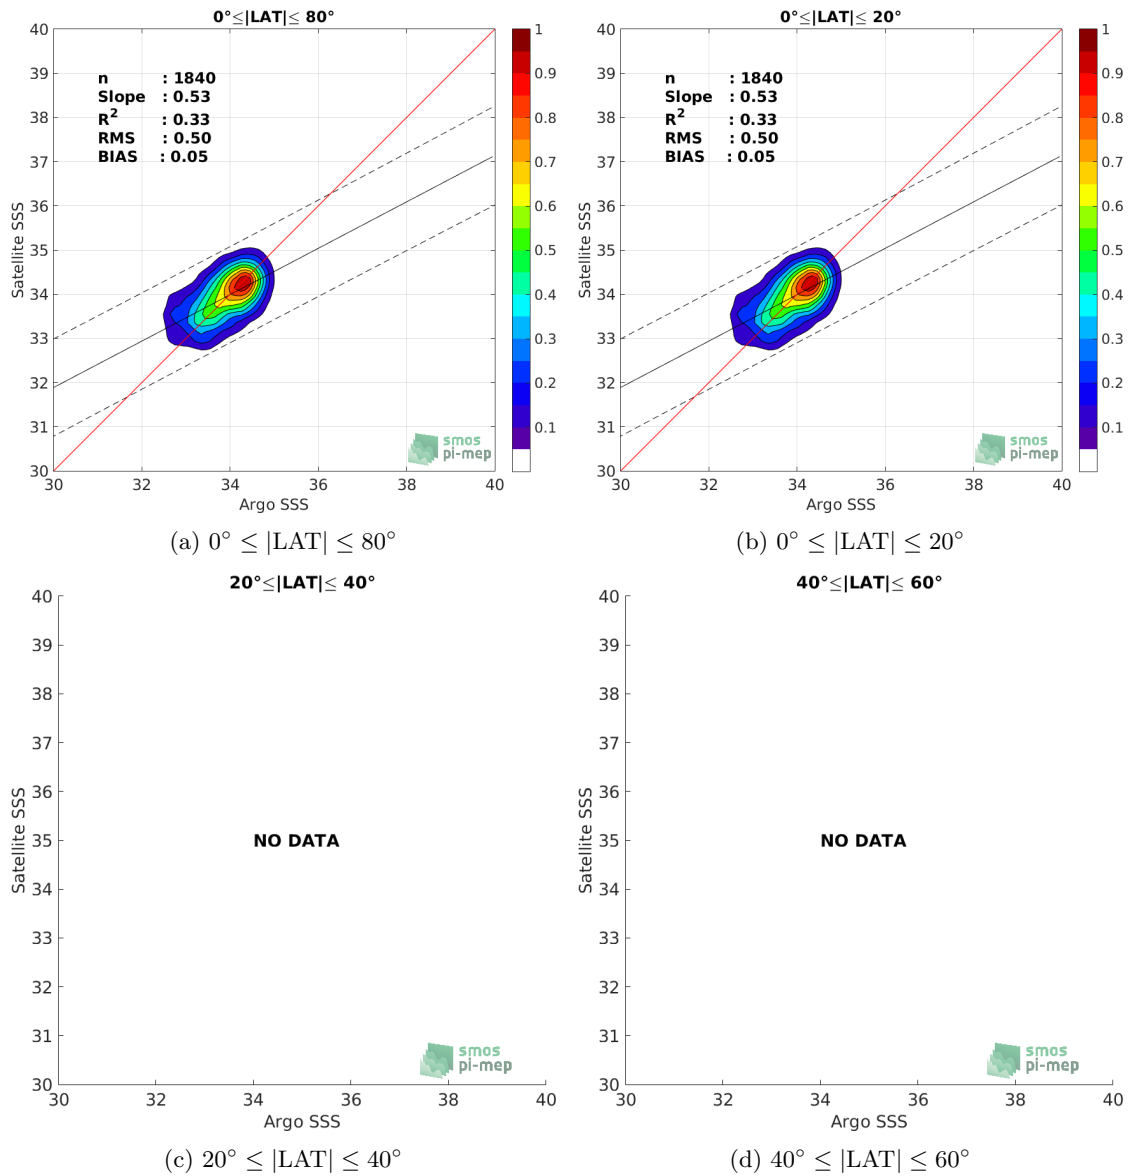 0°≤|LAT|≤ 80°
40
39
38
37
36
35
34
33
32
31
30
Satellite SSS
n : 1840
Slope : 0.53
R² : 0.33
RMS : 0.50
BIAS : 0.05
smos
pi-mep
30 32 34 36 38 40
Argo SSS
1
0.9
0.8
0.7
0.6
0.5
0.4
0.3
0.2
0.1
(a) 0° ≤ |LAT| ≤ 80°
0°≤|LAT|≤ 20°
40
39
38
37
36
35
34
33
32
31
30
Satellite SSS
n : 1840
Slope : 0.53
R² : 0.33
RMS : 0.50
BIAS : 0.05
smos
pi-mep
30 32 34 36 38 40
Argo SSS
1
0.9
0.8
0.7
0.6
0.5
0.4
0.3
0.2
0.1
(b) 0° ≤ |LAT| ≤ 20°
20°≤|LAT|≤ 40°
40
39
38
37
36
35
34
33
32
31
30
Satellite SSS
NO DATA
smos
pi-mep
30 32 34 36 38 40
Argo SSS
(c) 20° ≤ |LAT| ≤ 40°
40°≤|LAT|≤ 60°
40
39
38
37
36
35
34
33
32
31
30
Satellite SSS
NO DATA
smos
pi-mep
30 32 34 36 38 40
Argo SSS
(d) 40° ≤ |LAT| ≤ 60°